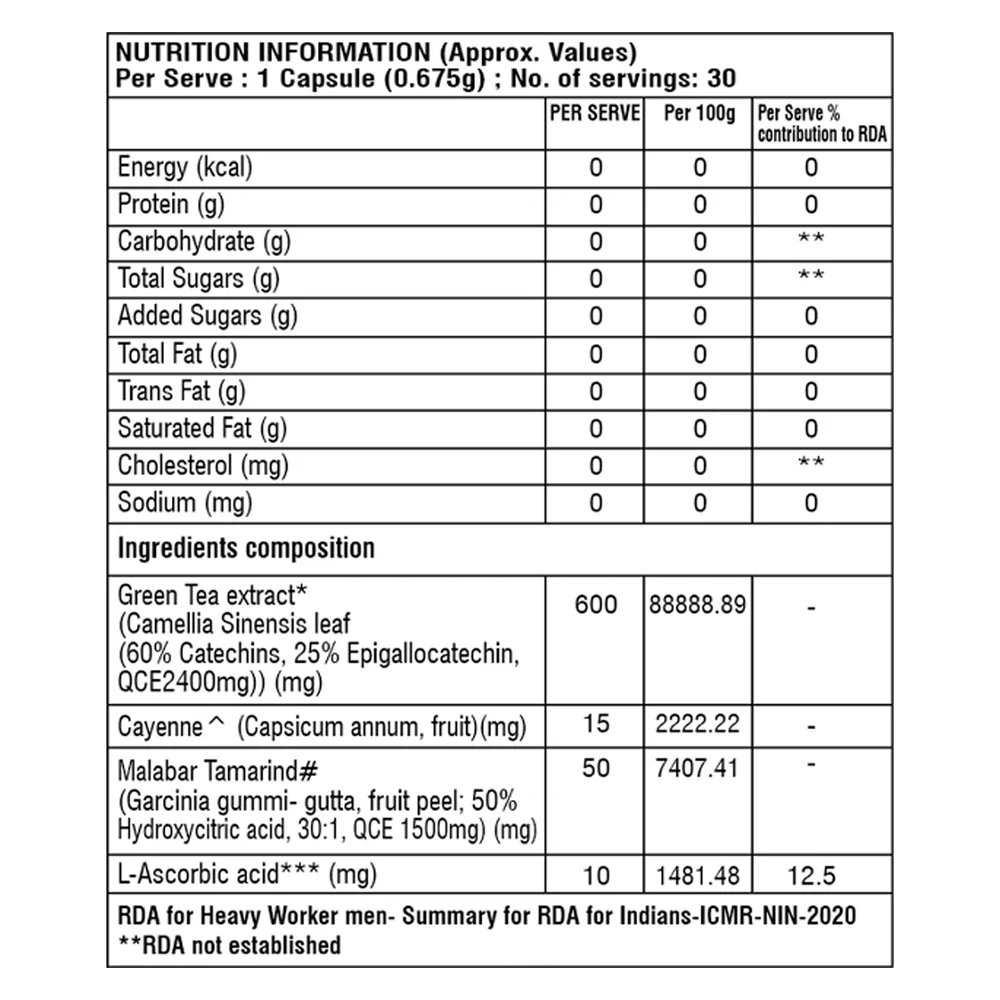 NUTRITION INFORMATION (Approx. Values)
Per Serve : 1 Capsule (0.675g) ; No. of servings: 30
PER SERVE Per 100g Per Serve %
contribution to RDA
Energy (kcal) 0 0 0
Protein (g) 0 0 0
Carbohydrate (g) 0 0 **
Total Sugars (g) 0 0 **
Added Sugars (g) 0 0 0
Total Fat (g) 0 0 0
Trans Fat (g) 0 0 0
Saturated Fat (g) 0 0 0
Cholesterol (mg) 0 0 **
Sodium (mg) 0 0 0
Ingredients composition
Green Tea extract* 600 88888.89 -
(Camellia Sinensis leaf
(60% Catechins, 25% Epigallocatechin,
QCE2400mg)) (mg)
Cayenne ^ (Capsicum annum, fruit)(mg) 15 2222.22 -
Malabar Tamarind# 50 7407.41 -
(Garcinia gummi- gutta, fruit peel; 50%
Hydroxycitric acid, 30:1, QCE 1500mg) (mg)
L-Ascorbic acid*** (mg) 10 1481.48 12.5
RDA for Heavy Worker men- Summary for RDA for Indians-ICMR-NIN-2020
**RDA not established